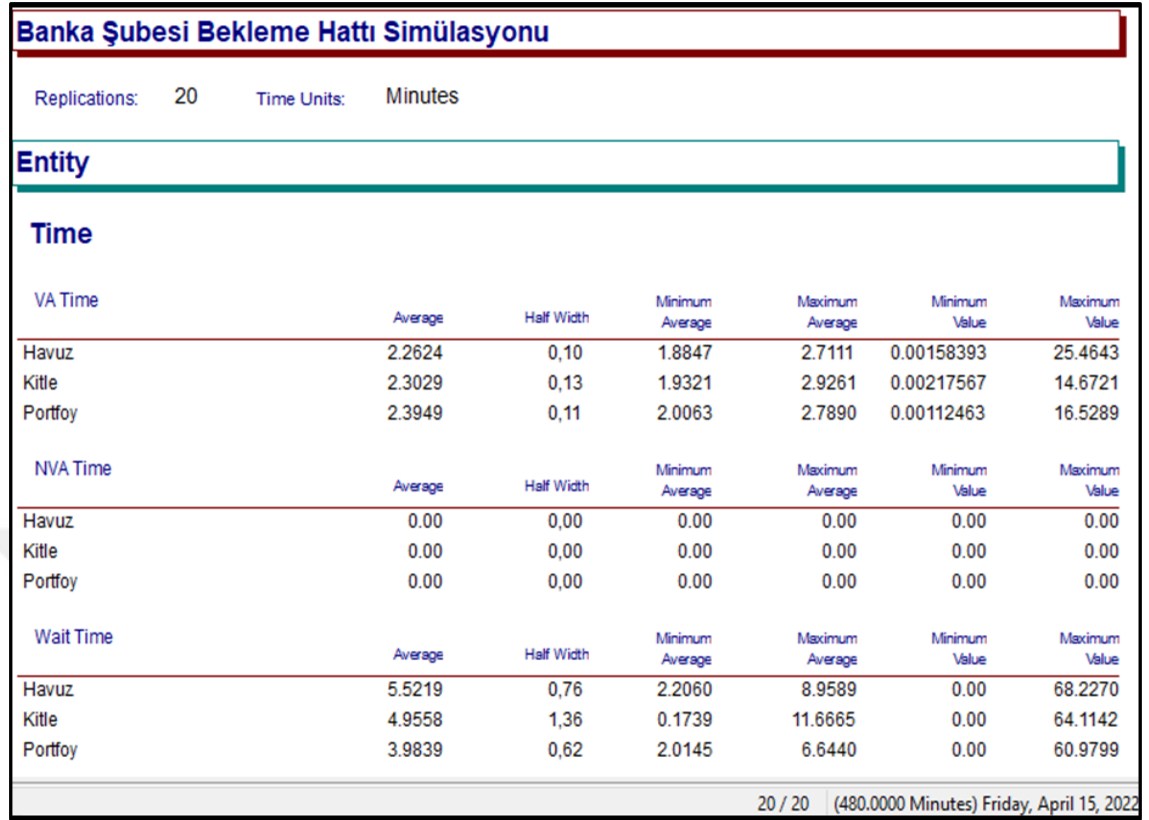 Banka Şubesi Bekleme Hattı Simülasyonu
Replications: 20 Time Units: Minutes
Entity
Time
VA Time Average Half Width Minimum Average Maximum Average Minimum Value Maximum Value
Havuz 2.2624 0,10 1.8847 2.7111 0.00158393 25.4643
Kitle 2.3029 0,13 1.9321 2.9261 0.00217567 14.6721
Portfoy 2.3949 0,11 2.0063 2.7890 0.00112463 16.5289
NVA Time Average Half Width Minimum Average Maximum Average Minimum Value Maximum Value
Havuz 0.00 0,00 0.00 0.00 0.00 0.00
Kitle 0.00 0,00 0.00 0.00 0.00 0.00
Portfoy 0.00 0,00 0.00 0.00 0.00 0.00
Wait Time Average Half Width Minimum Average Maximum Average Minimum Value Maximum Value
Havuz 5.5219 0,76 2.2060 8.9589 0.00 68.2270
Kitle 4.9558 1,36 0.1739 11.6665 0.00 64.1142
Portfoy 3.9839 0,62 2.0145 6.6440 0.00 60.9799
20 / 20 (480.0000 Minutes) Friday, April 15, 2022